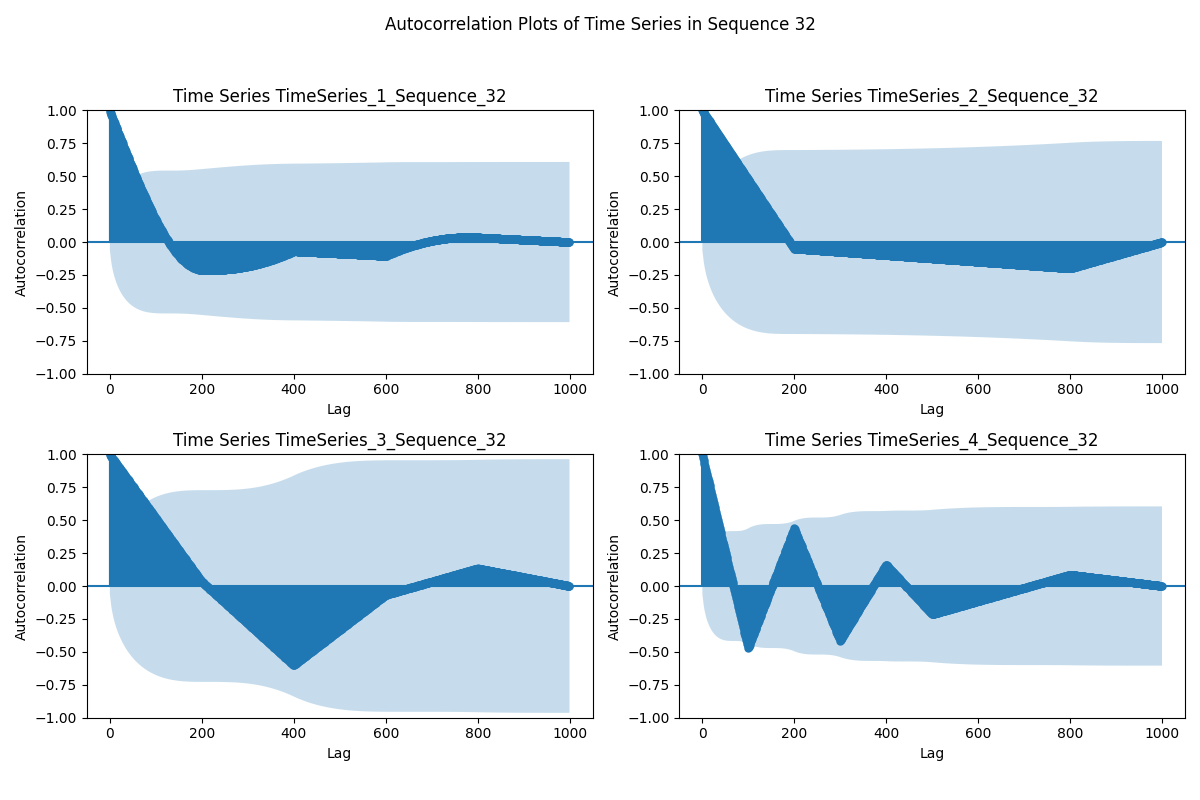 Autocorrelation Plots of Time Series in Sequence 32
Time Series TimeSeries_1_Sequence_32
1.00
0.75
0.50
0.25
0.00
−0.25
−0.50
−0.75
−1.00
Autocorrelation
0 200 400 600 800 1000
Lag
Time Series TimeSeries_2_Sequence_32
1.00
0.75
0.50
0.25
0.00
−0.25
−0.50
−0.75
−1.00
Autocorrelation
0 200 400 600 800 1000
Lag
Time Series TimeSeries_3_Sequence_32
1.00
0.75
0.50
0.25
0.00
−0.25
−0.50
−0.75
−1.00
Autocorrelation
0 200 400 600 800 1000
Lag
Time Series TimeSeries_4_Sequence_32
1.00
0.75
0.50
0.25
0.00
−0.25
−0.50
−0.75
−1.00
Autocorrelation
0 200 400 600 800 1000
Lag